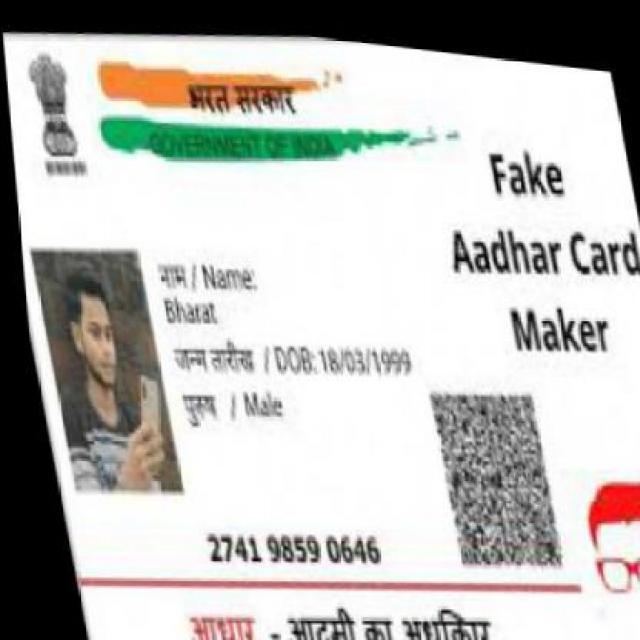 भारत सरकार
GOVERNMENT OF INDIA
Fake
Aadhar Card
Maker
नाम / Name:
Bharat
जन्म तारीख / DOB: 18/03/1999
पुरुष / Male
2741 9859 0646
आधार - आदमी का अधिकार